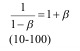 1/(1 − β) = 1 + β
(10-100)